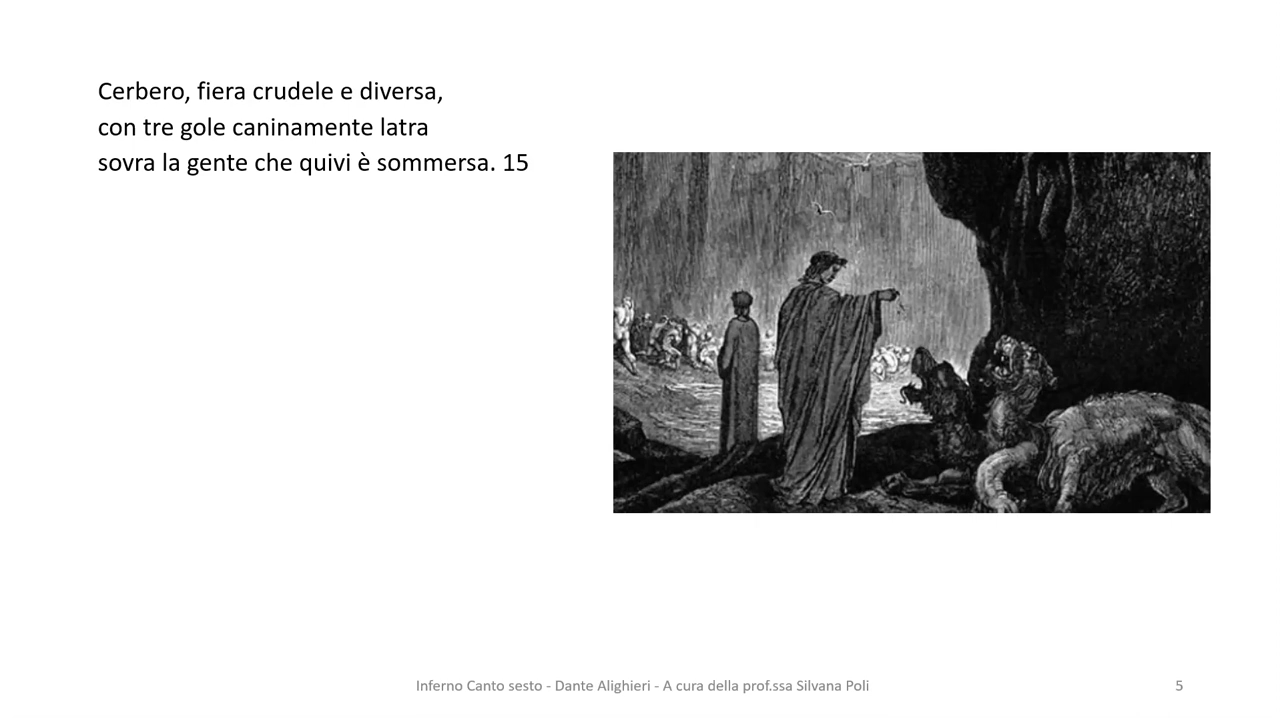 Cerbero, fiera crudele e diversa,
con tre gole caninamente latra
sovra la gente che quivi è sommersa. 15
Inferno Canto sesto - Dante Alighieri - A cura della prof.ssa Silvana Poli
5